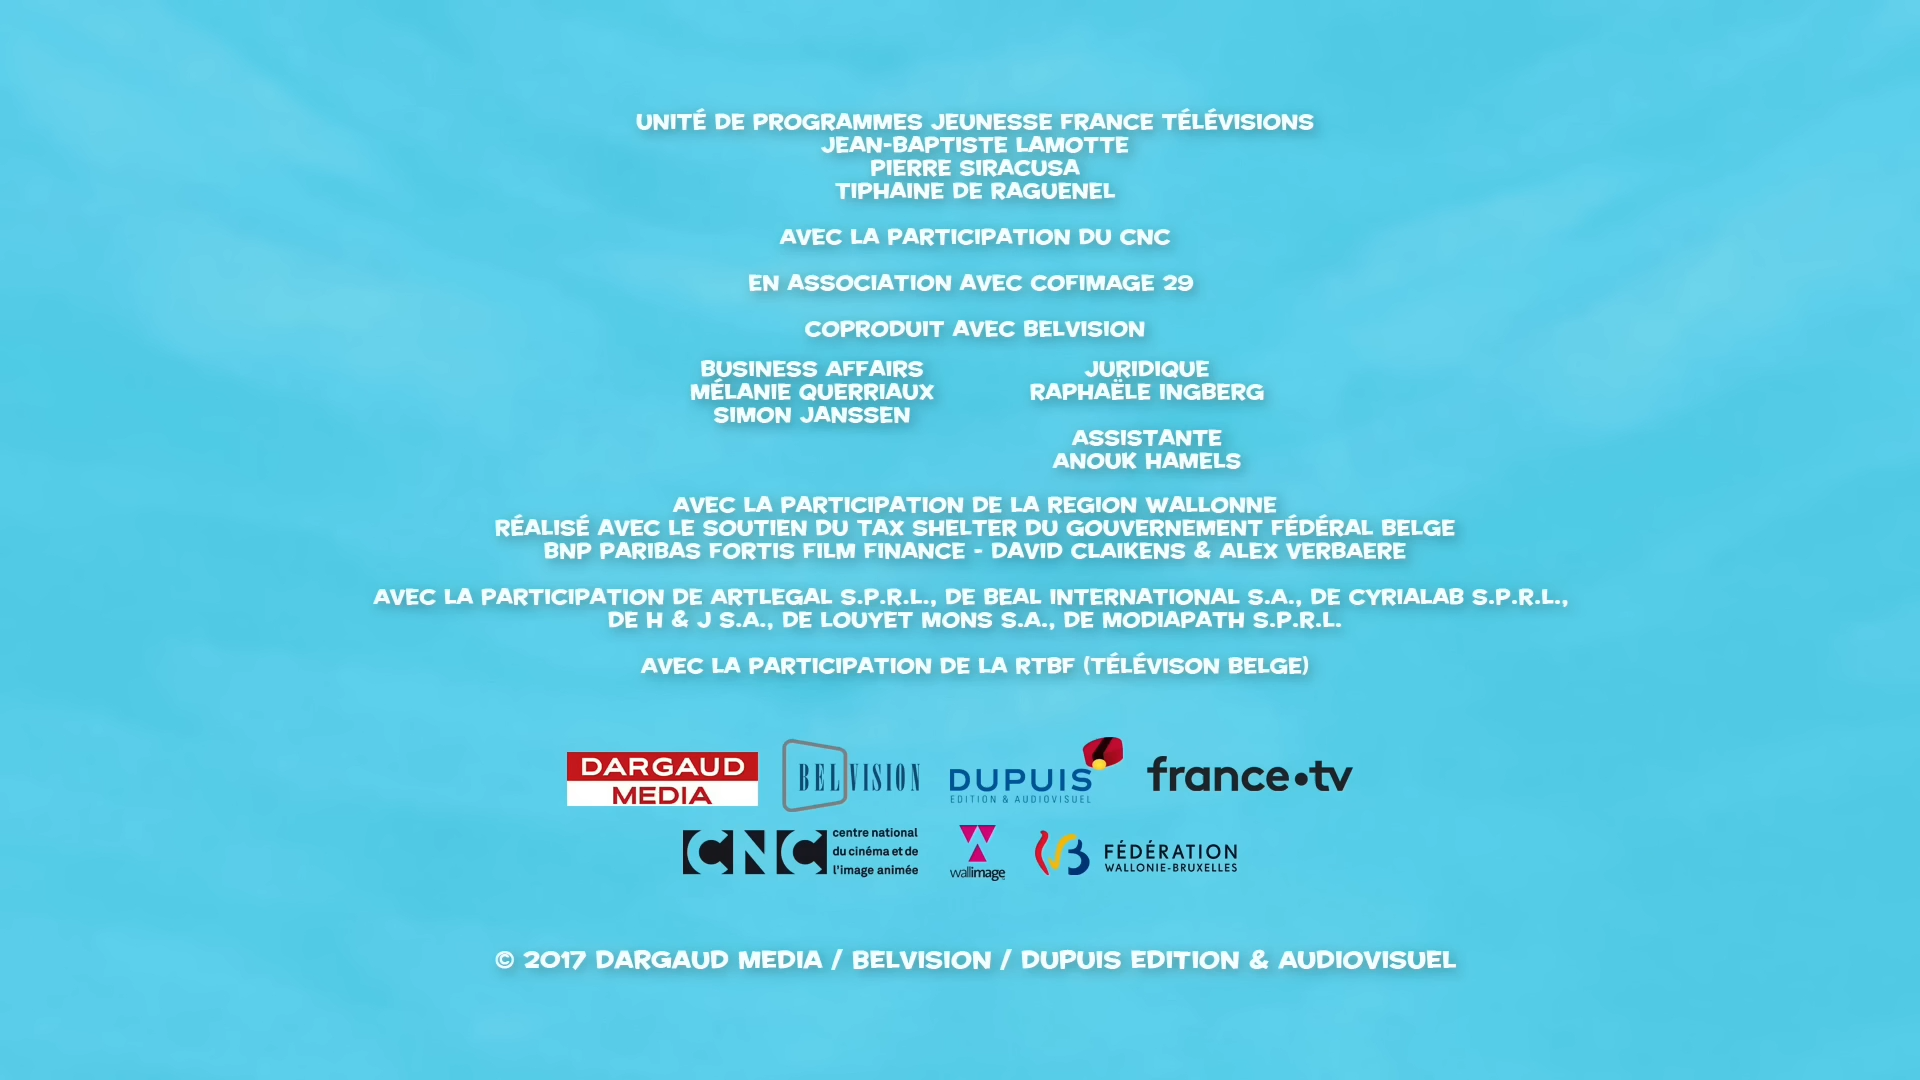 UNITÉ DE PROGRAMMES JEUNESSE FRANCE TÉLÉVISIONS
JEAN-BAPTISTE LAMOTTE
PIERRE SIRACUSA
TIPHAINE DE RAGUENEL
AVEC LA PARTICIPATION DU CNC
EN ASSOCIATION AVEC COFIMAGE 29
COPRODUIT AVEC BELVISION
BUSINESS AFFAIRS
MÉLANIE QUERRIAUX
SIMON JANSSEN
JURIDIQUE
RAPHAËLE INGBERG
ASSISTANTE
ANOUK HAMELS
AVEC LA PARTICIPATION DE LA REGION WALLONNE
RÉALISÉ AVEC LE SOUTIEN DU TAX SHELTER DU GOUVERNEMENT FÉDÉRAL BELGE
BNP PARIBAS FORTIS FILM FINANCE - DAVID CLAIKENS & ALEX VERBAERE
AVEC LA PARTICIPATION DE ARTLEGAL S.P.R.L., DE BEAL INTERNATIONAL S.A., DE CYRIALAB S.P.R.L.,
DE H & J S.A., DE LOUYET MONS S.A., DE MODIAPATH S.P.R.L.
AVEC LA PARTICIPATION DE LA RTBF (TÉLÉVISON BELGE)
DARGAUD
MEDIA
BELVISION
DUPUIS
EDITION & AUDIOVISUEL
france•tv
CNC
centre national
du cinéma et de
l'image animée
wallimage
FÉDÉRATION
WALLONIE-BRUXELLES
© 2017 DARGAUD MEDIA / BELVISION / DUPUIS EDITION & AUDIOVISUEL